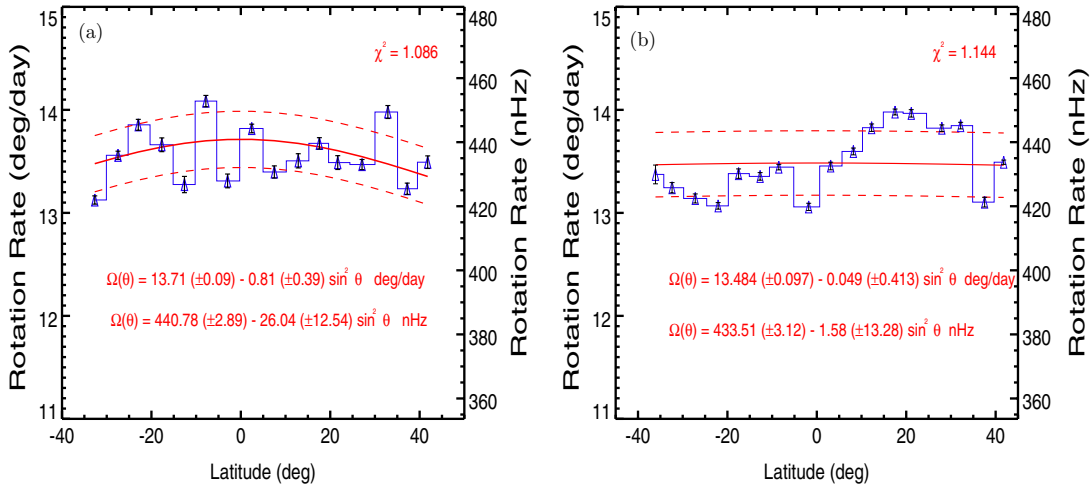 (a)
χ² = 1.086
Ω(θ) = 13.71 (±0.09) - 0.81 (±0.39) sin² θ deg/day
Ω(θ) = 440.78 (±2.89) - 26.04 (±12.54) sin² θ nHz
Rotation Rate (deg/day)
15
14
13
12
11
-40
-20
0
20
40
Latitude (deg)
480
460
440
420
400
380
360
Rotation Rate (nHz)
(b)
χ² = 1.144
Ω(θ) = 13.484 (±0.097) - 0.049 (±0.413) sin² θ deg/day
Ω(θ) = 433.51 (±3.12) - 1.58 (±13.28) sin² θ nHz
Rotation Rate (deg/day)
15
14
13
12
11
-40
-20
0
20
40
Latitude (deg)
480
460
440
420
400
380
360
Rotation Rate (nHz)